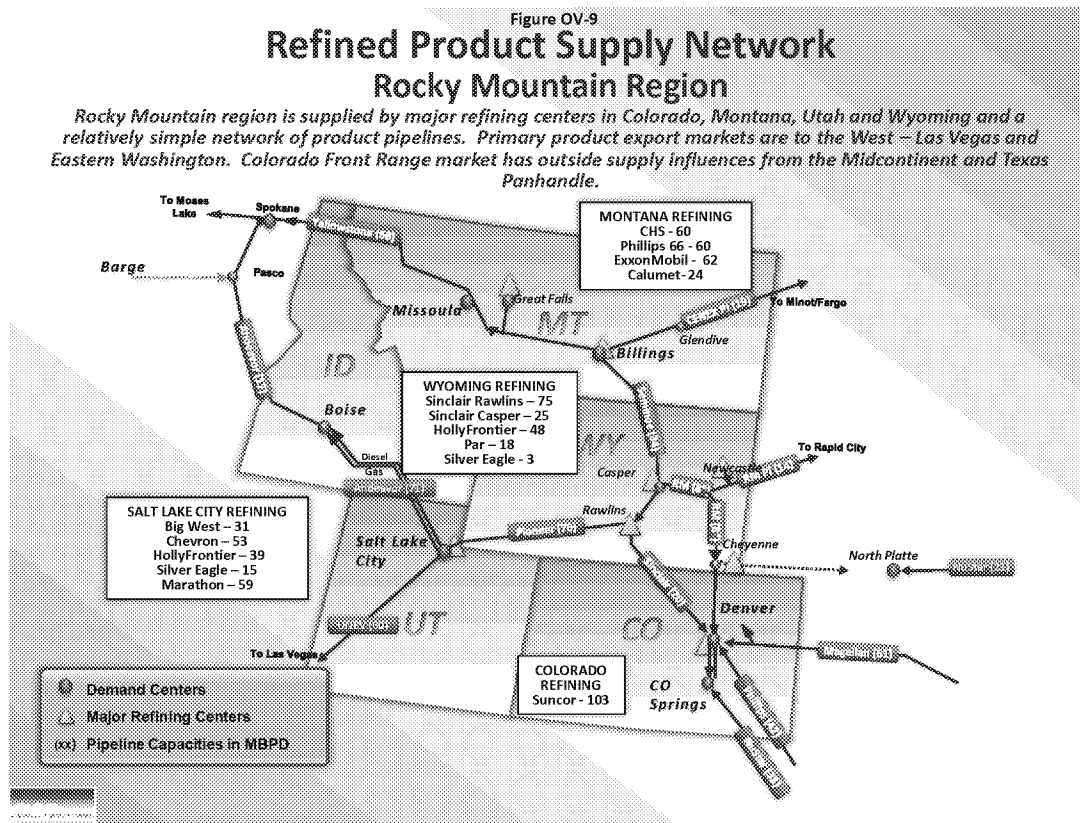 Figure OV-9
Refined Product Supply Network
Rocky Mountain Region
Rocky Mountain region is supplied by major refining centers in Colorado, Montana, Utah and Wyoming and a
relatively simple network of product pipelines. Primary product export markets are to the West – Las Vegas and
Eastern Washington. Colorado Front Range market has outside supply influences from the Midcontinent and Texas
Panhandle.
To Moses
Lake
Spokane
MONTANA REFINING
CHS - 60
Phillips 66 - 60
ExxonMobil - 62
Calumet- 24
Barge
Pasco
Missoula
Great Falls
MT
To Minot/Fargo
Glendive
Billings
ID
WYOMING REFINING
Sinclair Rawlins – 75
Sinclair Casper – 25
HollyFrontier – 48
Par – 18
Silver Eagle - 3
Boise
WY
Diesel
Gas
Casper
Newcastle
To Rapid City
SALT LAKE CITY REFINING
Big West – 31
Chevron – 53
HollyFrontier – 39
Silver Eagle – 15
Marathon – 59
Rawlins
Salt Lake
City
Cheyenne
North Platte
UT
CO
Denver
To Las Vegas
COLORADO
REFINING
Suncor - 103
CO
Springs
Demand Centers
Major Refining Centers
(xx) Pipeline Capacities in MBPD